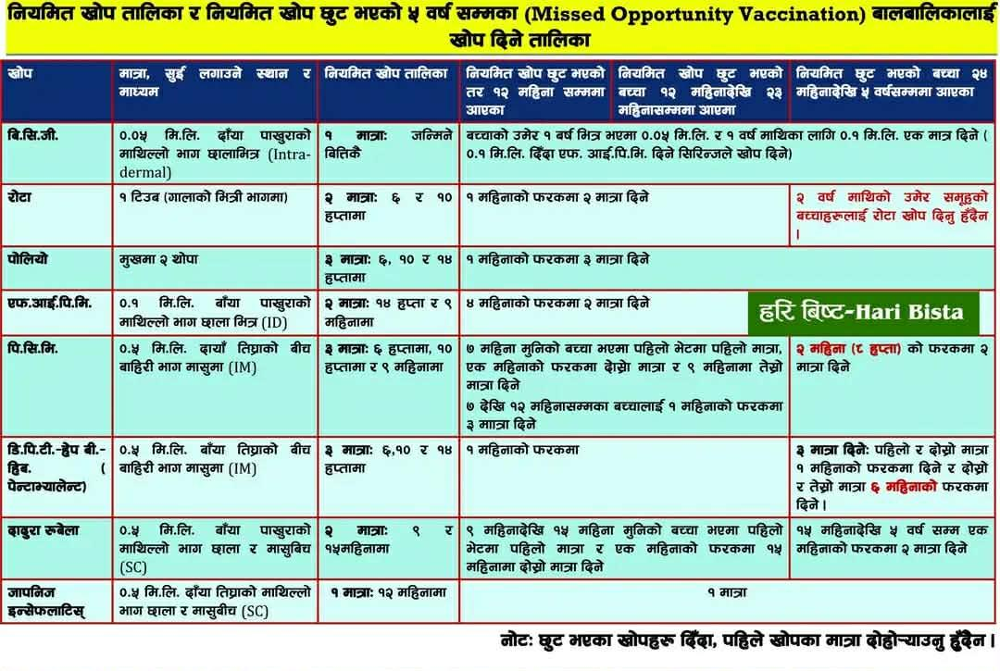 नियमित खोप तालिका र नियमित खोप छुट भएको ५ वर्ष सम्मका (Missed Opportunity Vaccination) बालबालिकालाई
खोप दिने तालिका
खोप
मात्रा, सुई लगाउने स्थान र
माध्यम
नियमित खोप तालिका
नियमित खोप छुट भएको
तर १२ महिना सम्ममा
आएका
नियमित खोप छुट भएको
बच्चा १२ महिनादेखि २३
महिनासम्ममा आएमा
नियमित छुट भएको बच्चा २४
महिनादेखि ५ वर्षसम्ममा आएका
बि.सि.जी.
०.०५ मि.लि. दाँया पाखुराको
माथिल्लो भाग छालाभित्र (Intra-
dermal)
१ मात्राः जन्मिने
बित्तिकै
बच्चाको उमेर १ बर्ष भित्र भएमा ०.०५ मि.लि. र १ वर्ष माथिका लागि ०.१ मि.लि. एक मात्रा दिने (
०.१ मि.लि. दिँदा एफ. आई.पि.भि. दिने सिरिन्जले खोप दिने)
रोटा
१ टिउब (गालाको भित्री भागमा)
२ मात्राः ६ र १०
हप्तामा
१ महिनाको फरकमा २ मात्रा दिने
२ वर्ष माथिको उमेर समूहको
बच्चाहरूलाई रोटा खोप दिनु हुँदैन
।
पोलियो
मुखमा २ थोपा
३ मात्राः ६, १० र १४
हप्तामा
१ महिनाको फरकमा ३ मात्रा दिने
एफ.आई.पि.भि.
०.१ मि.लि. बाँया पाखुराको
माथिल्लो भाग छाला भित्र (ID)
२ मात्राः १४ हप्ता र ९
महिनामा
४ महिनाको फरकमा २ मात्रा दिने
हरि बिष्ट-Hari Bista
पि.सि.भि.
०.५ मि.लि. दायाँ तिघ्राको बीच
बाहिरी भाग मासुमा (IM)
३ मात्राः ६ हप्तामा, १०
हप्तामा र ९ महिनामा
७ महिना मुनिको बच्चा भएमा पहिलो भेटमा पहिलो मात्रा,
एक महिनाको फरकमा दोस्रो मात्रा र ९ महिनामा तेस्रो
मात्रा दिने
७ देखि १२ महिनासम्मका बच्चालाई १ महिनाको फरकमा
३ माात्रा दिने
२ महिना (८ हप्ता) को फरकमा २
मात्रा दिने
डि.पि.टी.-हेप बी.-
हिब. (
पेन्टाभ्यालेन्ट)
०.५ मि.लि. बाँया तिघ्राको बीच
बाहिरी भाग मासुमा (IM)
३ मात्राः ६,१० र १४
हप्तामा
१ महिनाको फरकमा
३ मात्रा दिनेः पहिलो र दोस्रो मात्रा
१ महिनाको फरकमा दिने र दोस्रो
र तेस्रो मात्रा ६ महिनाको फरकमा
दिने ।
दादुरा रुबेला
०.५ मि.लि. बाँया पाखुराको
माथिल्लो भाग छाला र मासुबिच
(SC)
२ मात्राः ९ र
१५महिनामा
९ महिनादेखि १५ महिना मुनिको बच्चा भएमा पहिलो
भेटमा पहिलो मात्रा र एक महिनाको फरकमा १५
महिनामा दोस्रो मात्रा दिने
१५ महिनादेखि ५ वर्ष सम्म एक
महिनाको फरकमा २ मात्रा दिने
जापनिज
इन्सेफलाटिस्
०.५ मि.लि. दाँया तिघ्राको माथिल्लो
भाग छाला र मासुबीच (SC)
१ मात्राः १२ महिनामा
१ मात्रा
नोटः छुट भएका खोपहरू दिँदा, पहिले खोपका मात्रा दोहोऱ्याउनु हुँदैन ।